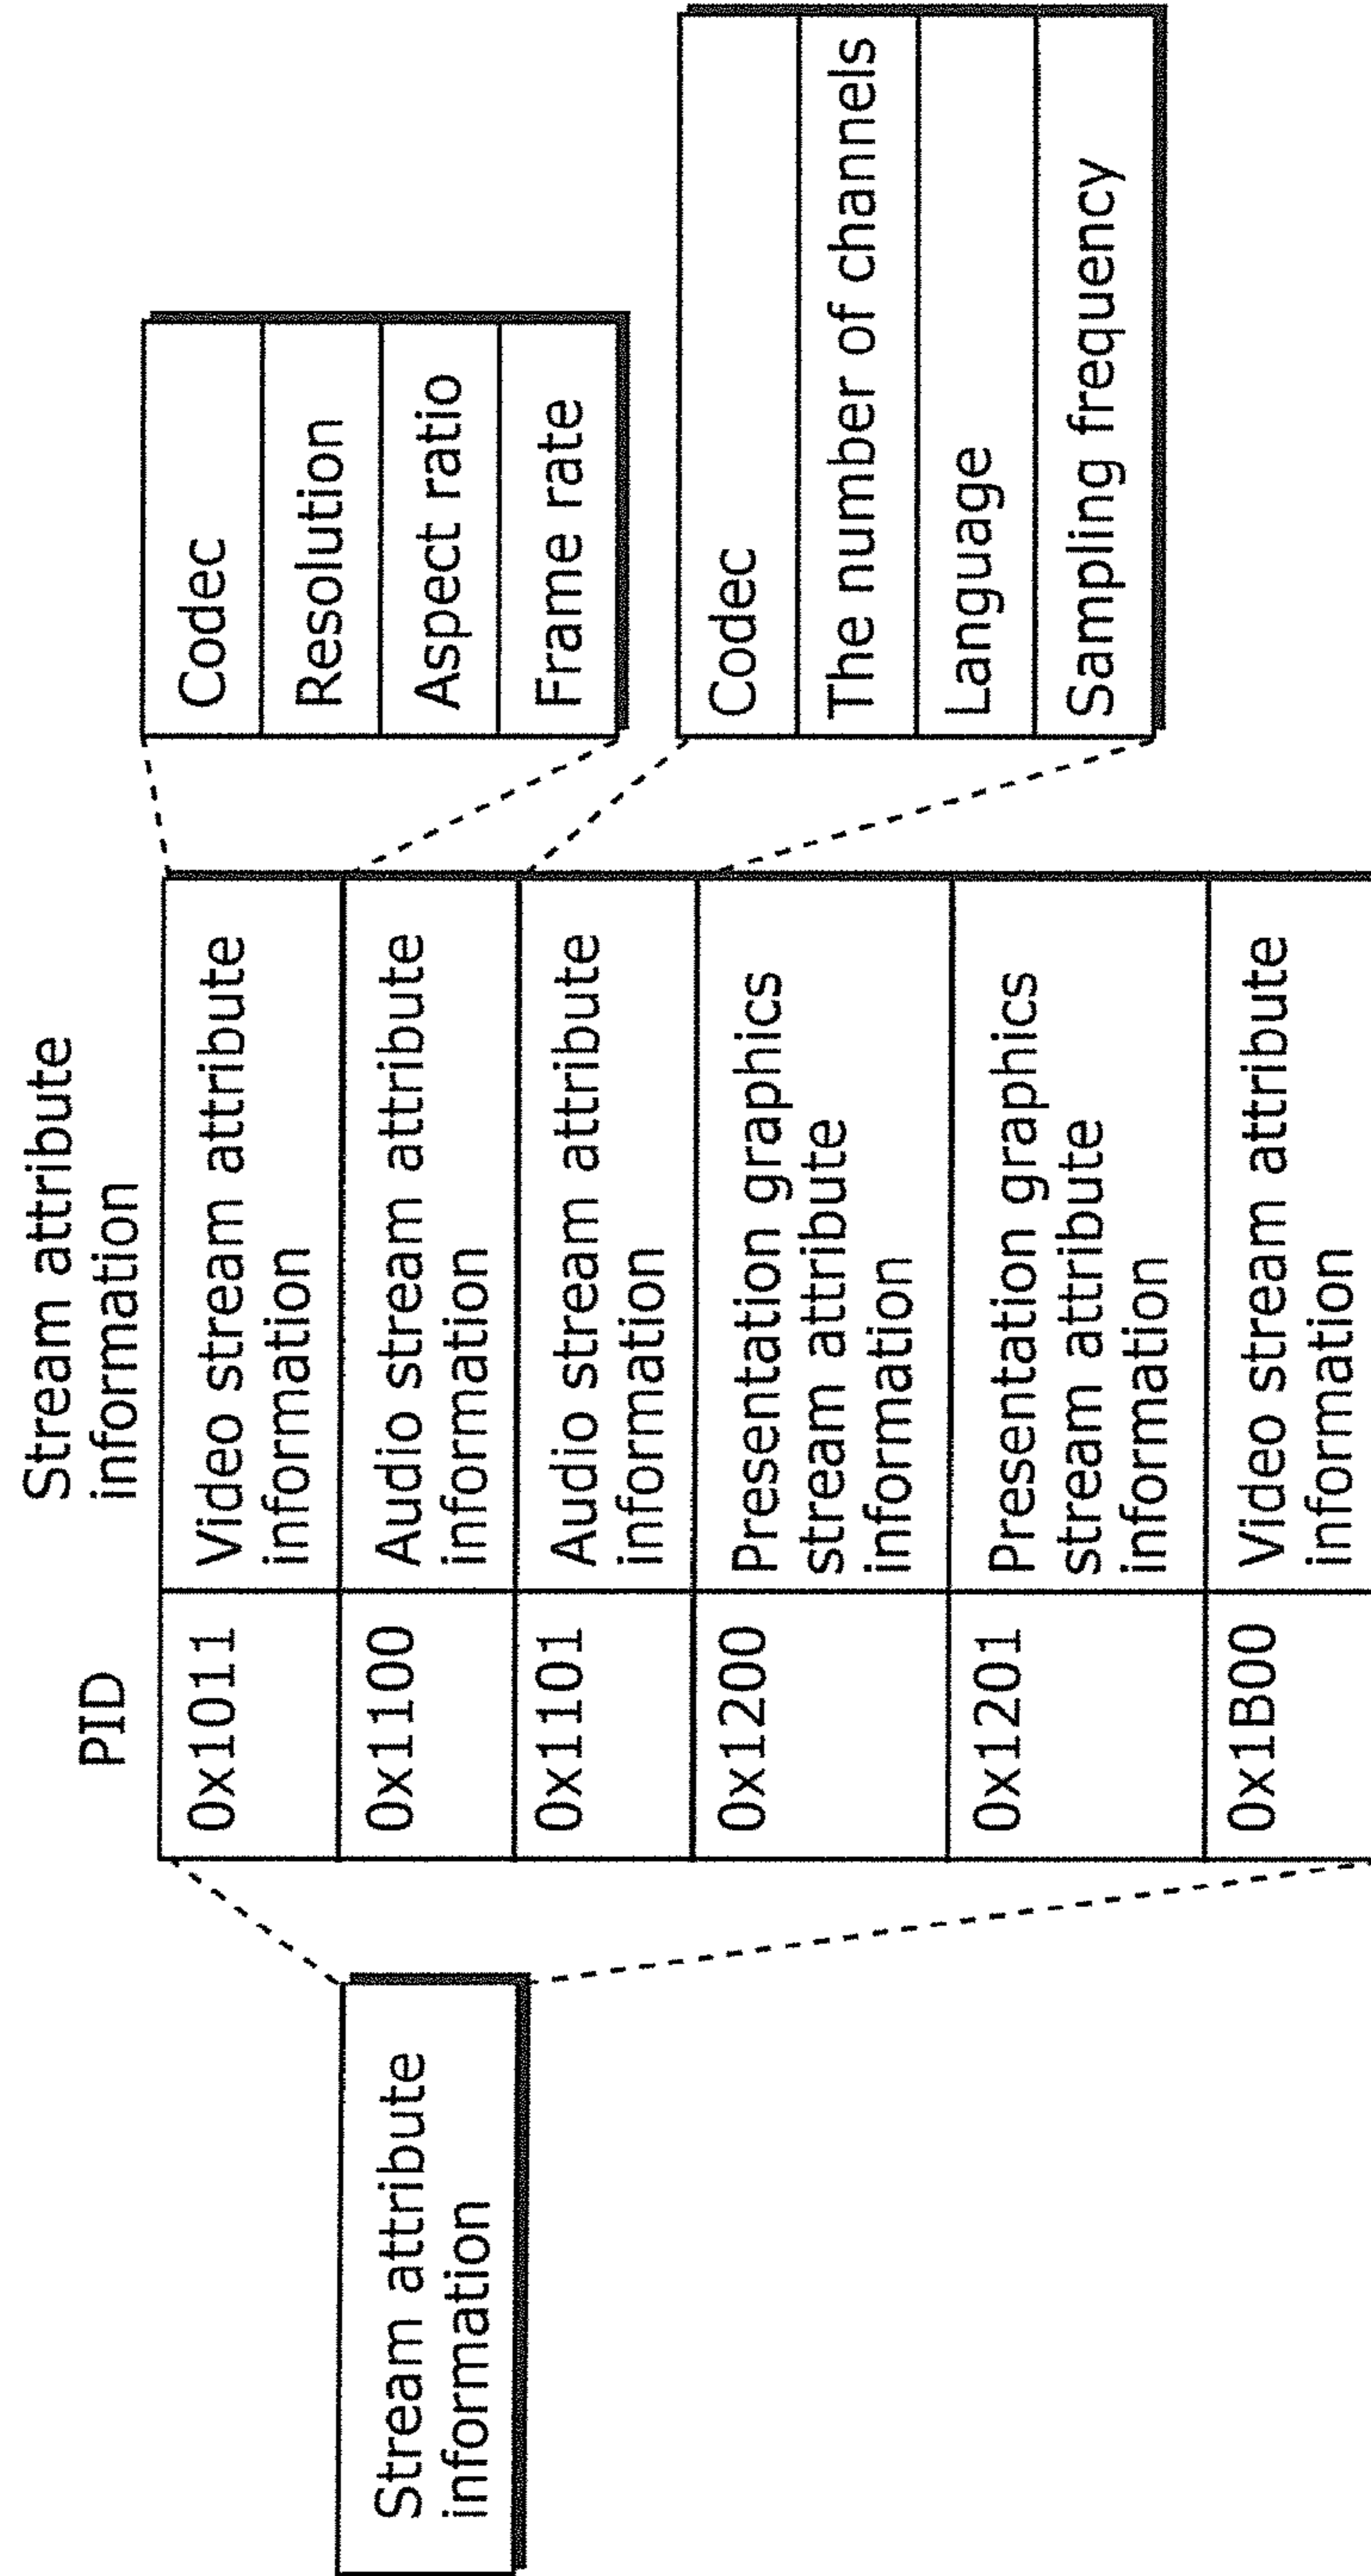 Stream attribute
information
PID
Stream attribute
information
0x1011
Video stream attribute
information
0x1100
Audio stream attribute
information
0x1101
Audio stream attribute
information
0x1200
Presentation graphics
stream attribute
information
0x1201
Presentation graphics
stream attribute
information
0x1B00
Video stream attribute
information
Codec
Resolution
Aspect ratio
Frame rate
Codec
The number of channels
Language
Sampling frequency